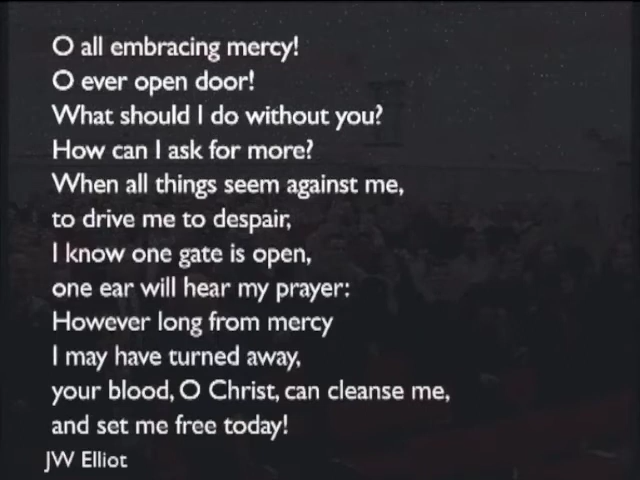 O all embracing mercy!
O ever open door!
What should I do without you?
How can I ask for more?
When all things seem against me,
to drive me to despair,
I know one gate is open,
one ear will hear my prayer:
However long from mercy
I may have turned away,
your blood, O Christ, can cleanse me,
and set me free today!
JW Elliot